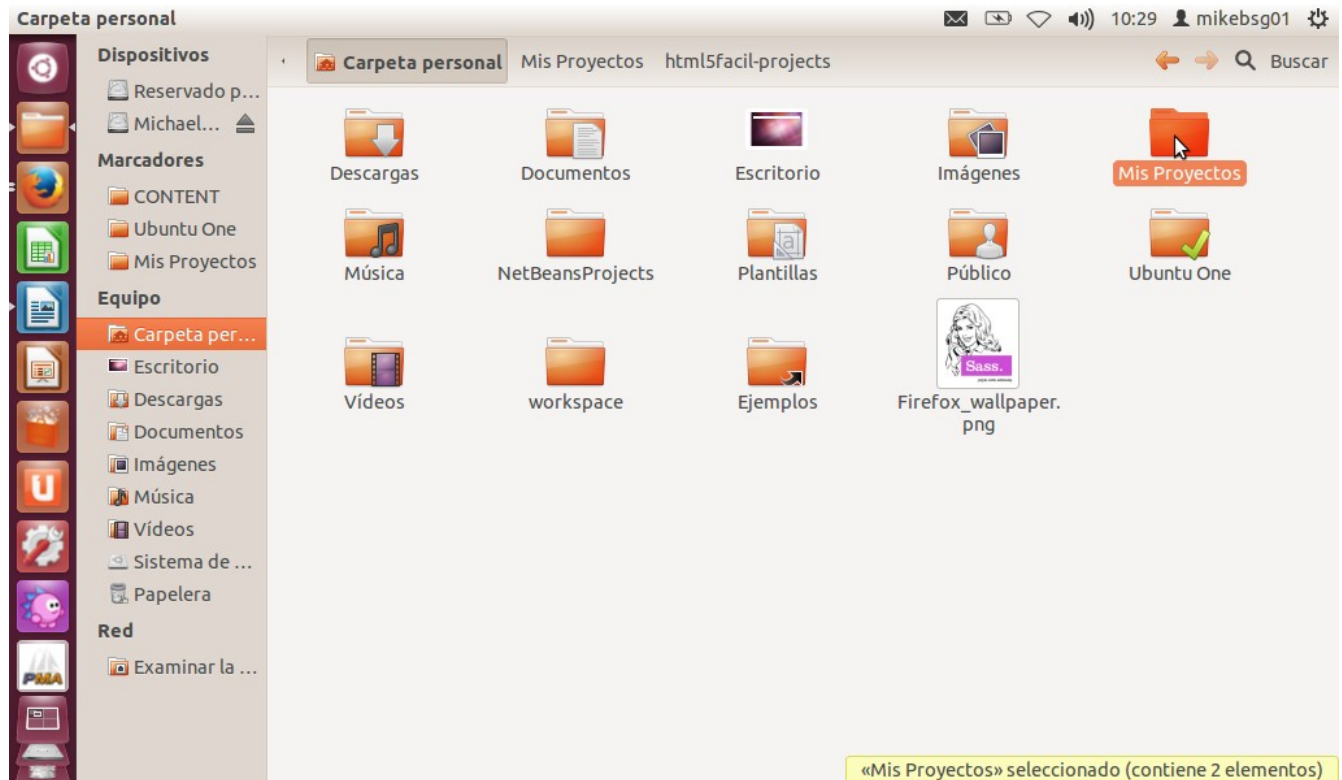 Carpeta personal
10:29 mikebsg01
Dispositivos
Reservado p...
Michael...
Marcadores
CONTENT
Ubuntu One
Mis Proyectos
Equipo
Carpeta per...
Escritorio
Descargas
Documentos
Imágenes
Música
Vídeos
Sistema de ...
Papelera
Red
Examinar la ...
Carpeta personal Mis Proyectos html5facil-projects Buscar
Descargas Documentos Escritorio Imágenes Mis Proyectos
Música NetBeansProjects Plantillas Público Ubuntu One
Sass.
Vídeos workspace Ejemplos Firefox_wallpaper.
png
PMA
«Mis Proyectos» seleccionado (contiene 2 elementos)